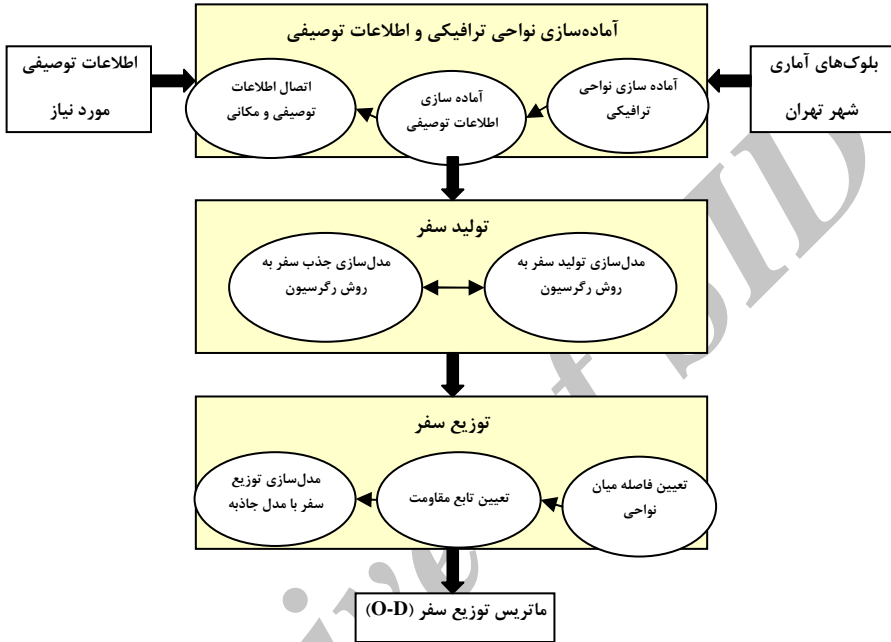 آماده‌سازی نواحی ترافیکی و اطلاعات توصیفی
بلوک‌های آماری
شهر تهران
آماده سازی نواحی
ترافیکی
آماده سازی
اطلاعات توصیفی
اتصال اطلاعات
توصیفی و مکانی
اطلاعات توصیفی
مورد نیاز
تولید سفر
مدل‌سازی تولید سفر به
روش رگرسیون
مدل‌سازی جذب سفر به
روش رگرسیون
توزیع سفر
تعیین فاصله میان
نواحی
تعیین تابع مقاومت
مدل‌سازی توزیع
سفر با مدل جاذبه
ماتریس توزیع سفر (O-D)